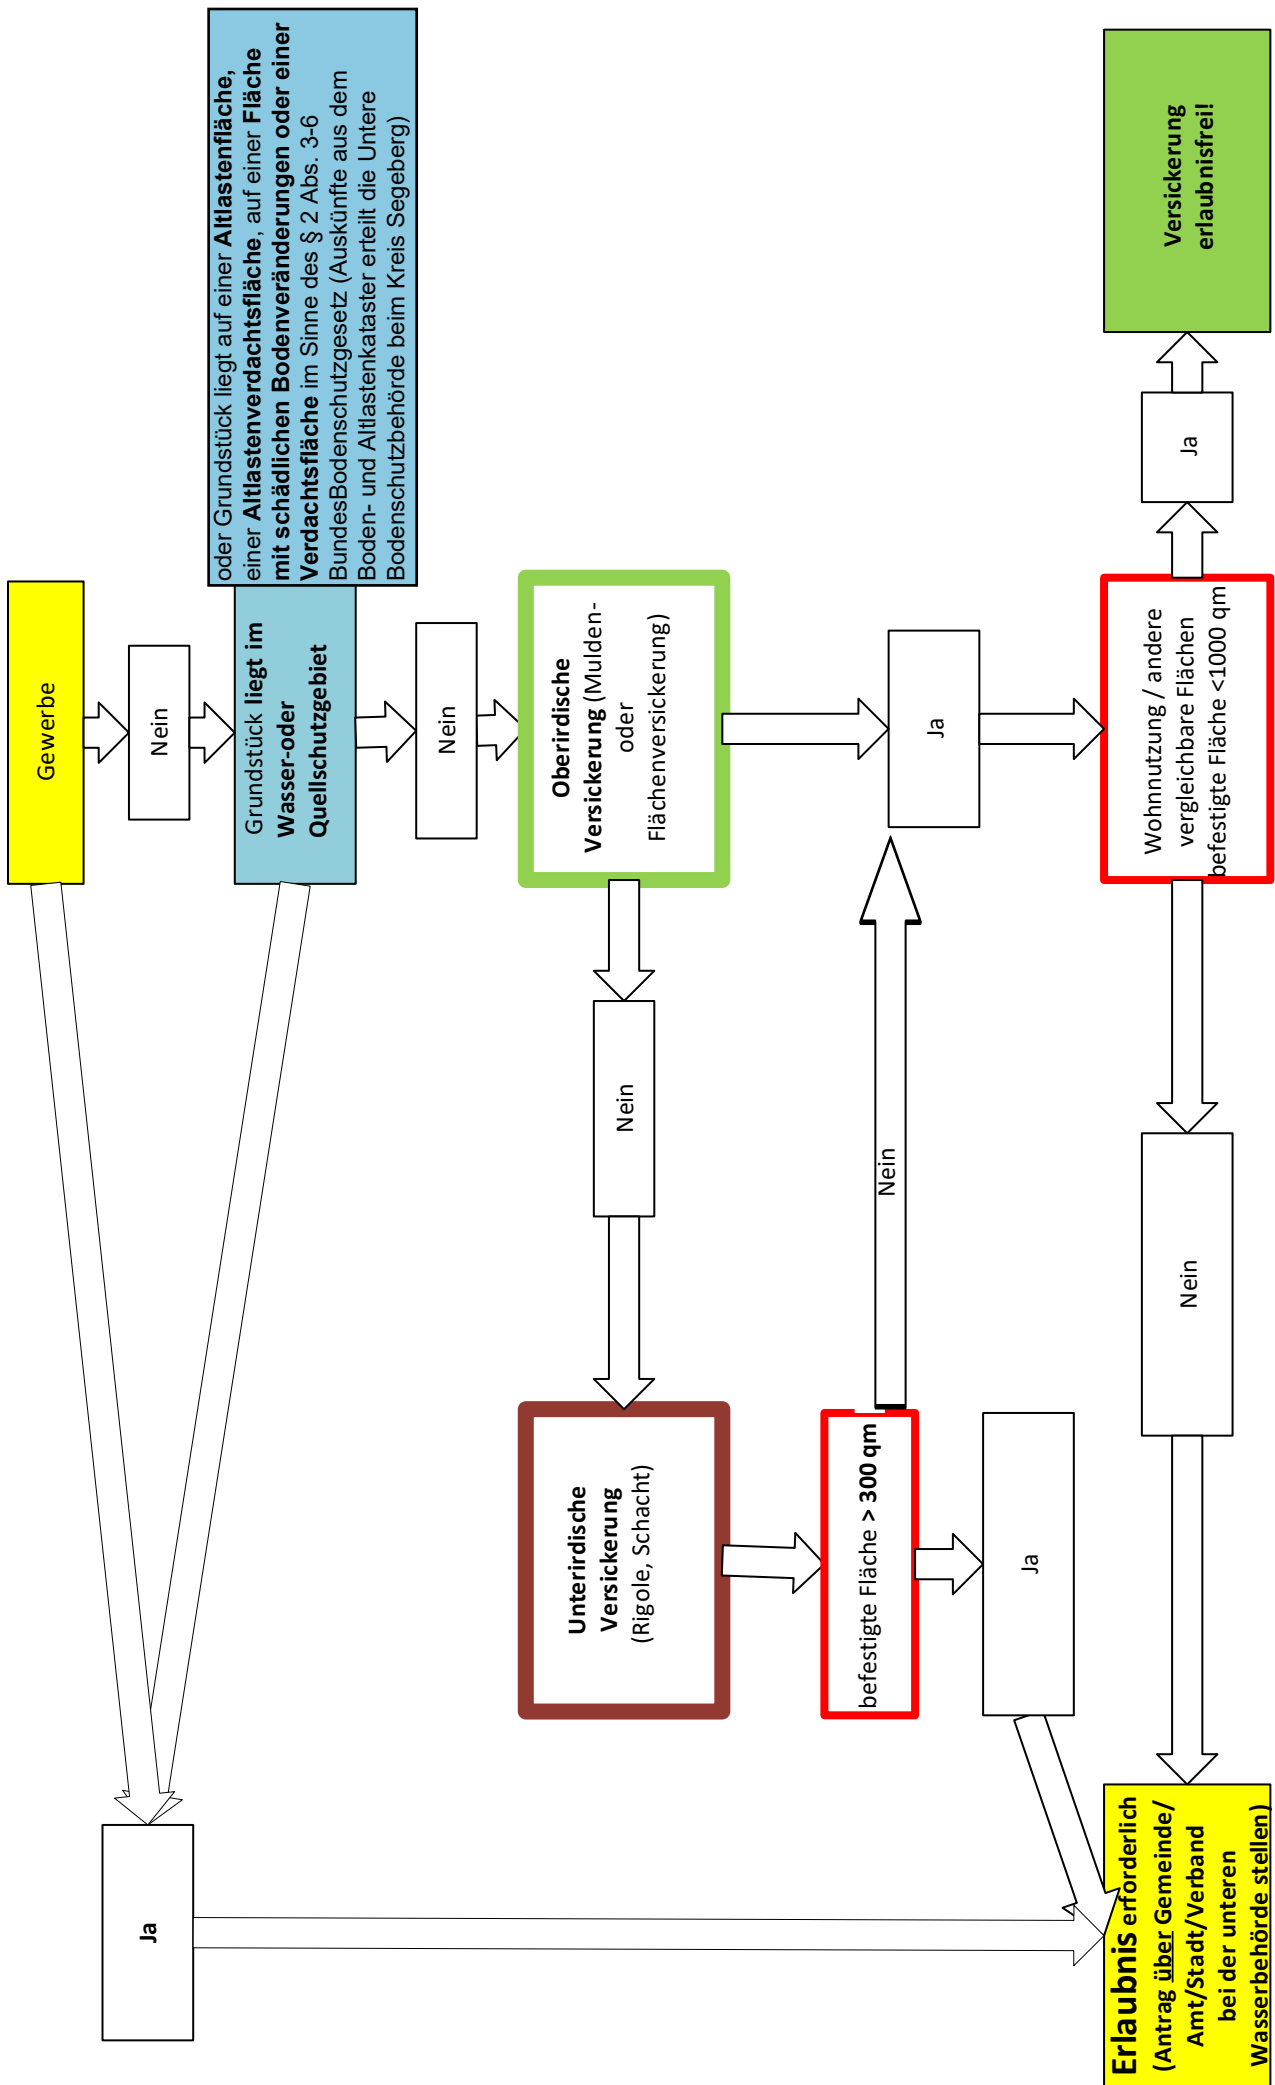 Gewerbe
Nein
Grundstück liegt im
Wasser-oder
Quellschutzgebiet
oder Grundstück liegt auf einer Altlastenfläche,
einer Altlastenverdachtsfläche, auf einer Fläche
mit schädlichen Bodenveränderungen oder einer
Verdachtsfläche im Sinne des § 2 Abs. 3-6
BundesBodenschutzgesetz (Auskünfte aus dem
Boden- und Altlastenkataster erteilt die Untere
Bodenschutzbehörde beim Kreis Segeberg)
Ja
Nein
Oberirdische
Versickerung (Mulden-
oder
Flächenversickerung)
Nein
Unterirdische
Versickerung
(Rigole, Schacht)
befestigte Fläche > 300 qm
Nein
Ja
Ja
Wohnnutzung / andere
vergleichbare Flächen
befestigte Fläche <1000 qm
Ja
Versickerung
erlaubnisfrei!
Nein
Erlaubnis erforderlich
(Antrag über Gemeinde/
Amt/Stadt/Verband
bei der unteren
Wasserbehörde stellen)